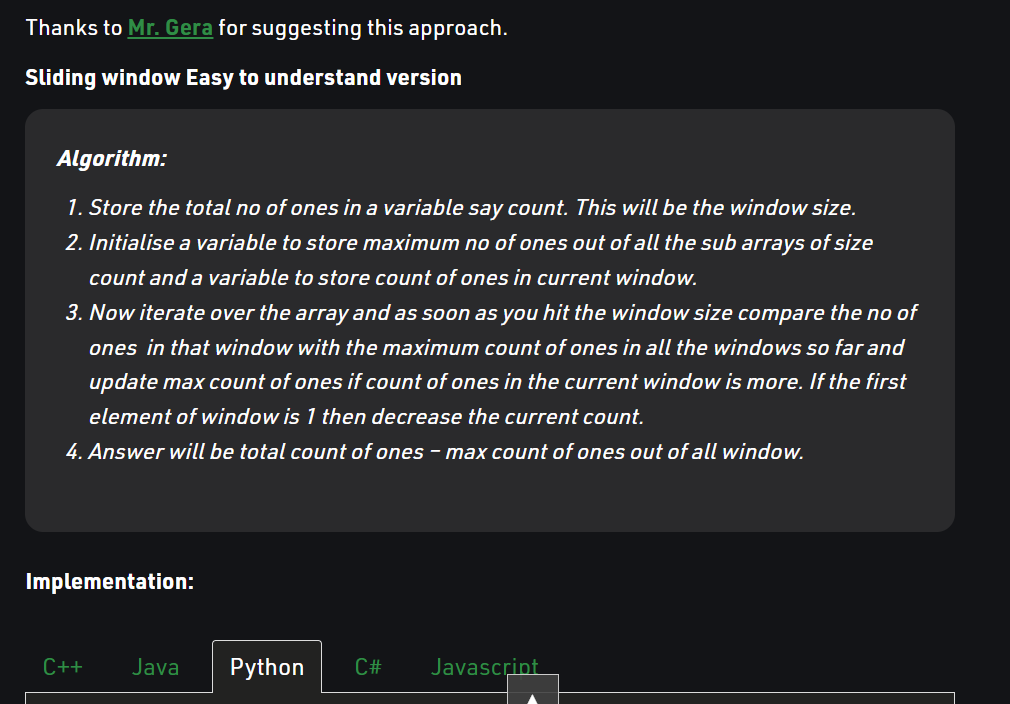 Thanks to Mr. Gera for suggesting this approach.
Sliding window Easy to understand version
Algorithm:
1. Store the total no of ones in a variable say count. This will be the window size.
2. Initialise a variable to store maximum no of ones out of all the sub arrays of size
count and a variable to store count of ones in current window.
3. Now iterate over the array and as soon as you hit the window size compare the no of
ones  in that window with the maximum count of ones in all the windows so far and
update max count of ones if count of ones in the current window is more. If the first
element of window is 1 then decrease the current count.
4. Answer will be total count of ones – max count of ones out of all window.
Implementation:
C++ Java Python C# Javascript